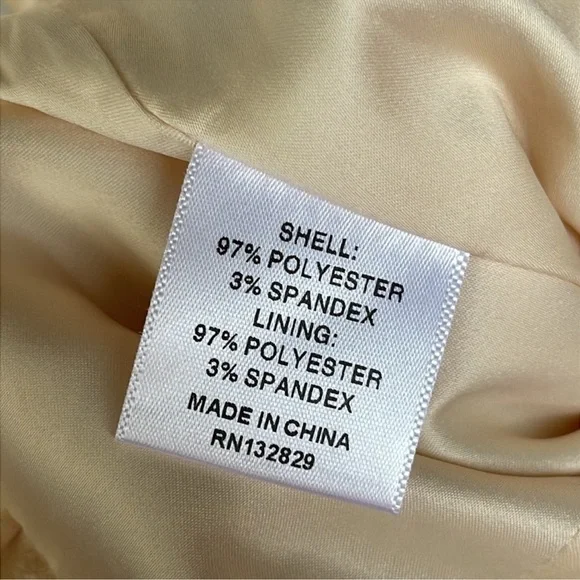 SHELL:
97% POLYESTER
3% SPANDEX
LINING:
97% POLYESTER
3% SPANDEX
MADE IN CHINA
RN132829